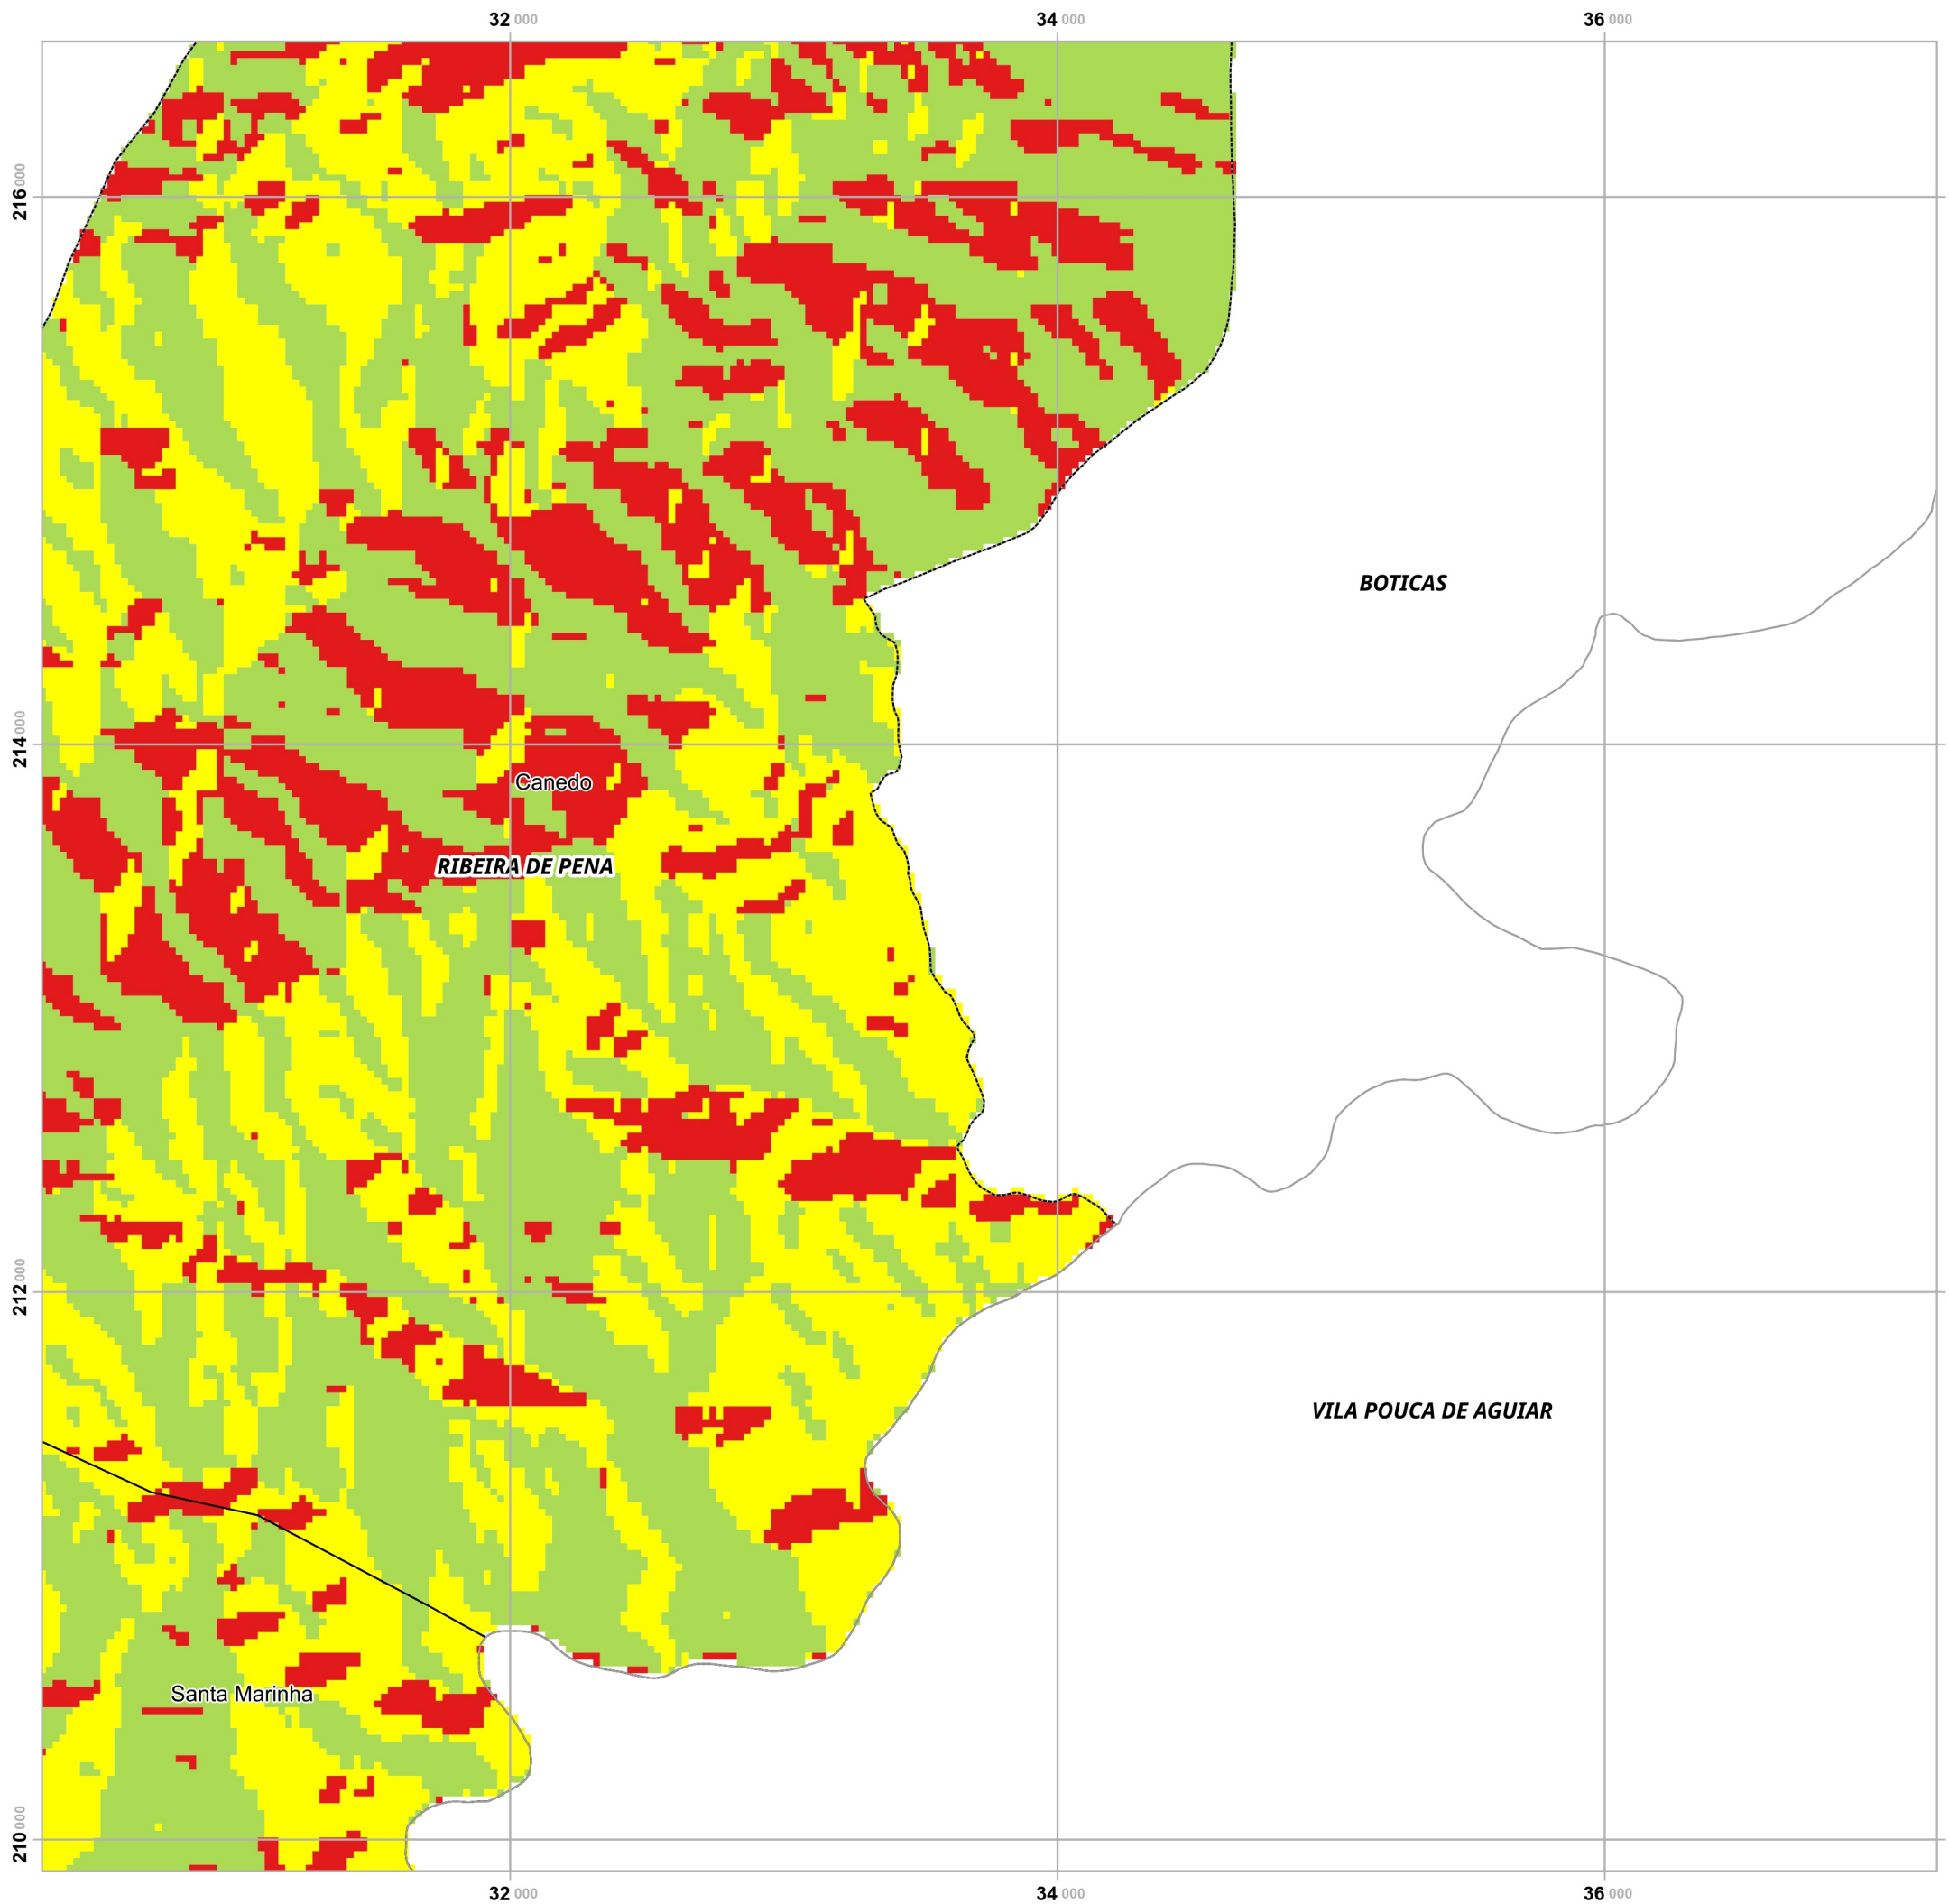 32 000 34 000 36 000
216 000
BOTICAS
214 000
Canedo
RIBEIRA DE PENA
212 000
VILA POUCA DE AGUIAR
Santa Marinha
210 000
32 000 34 000 36 000